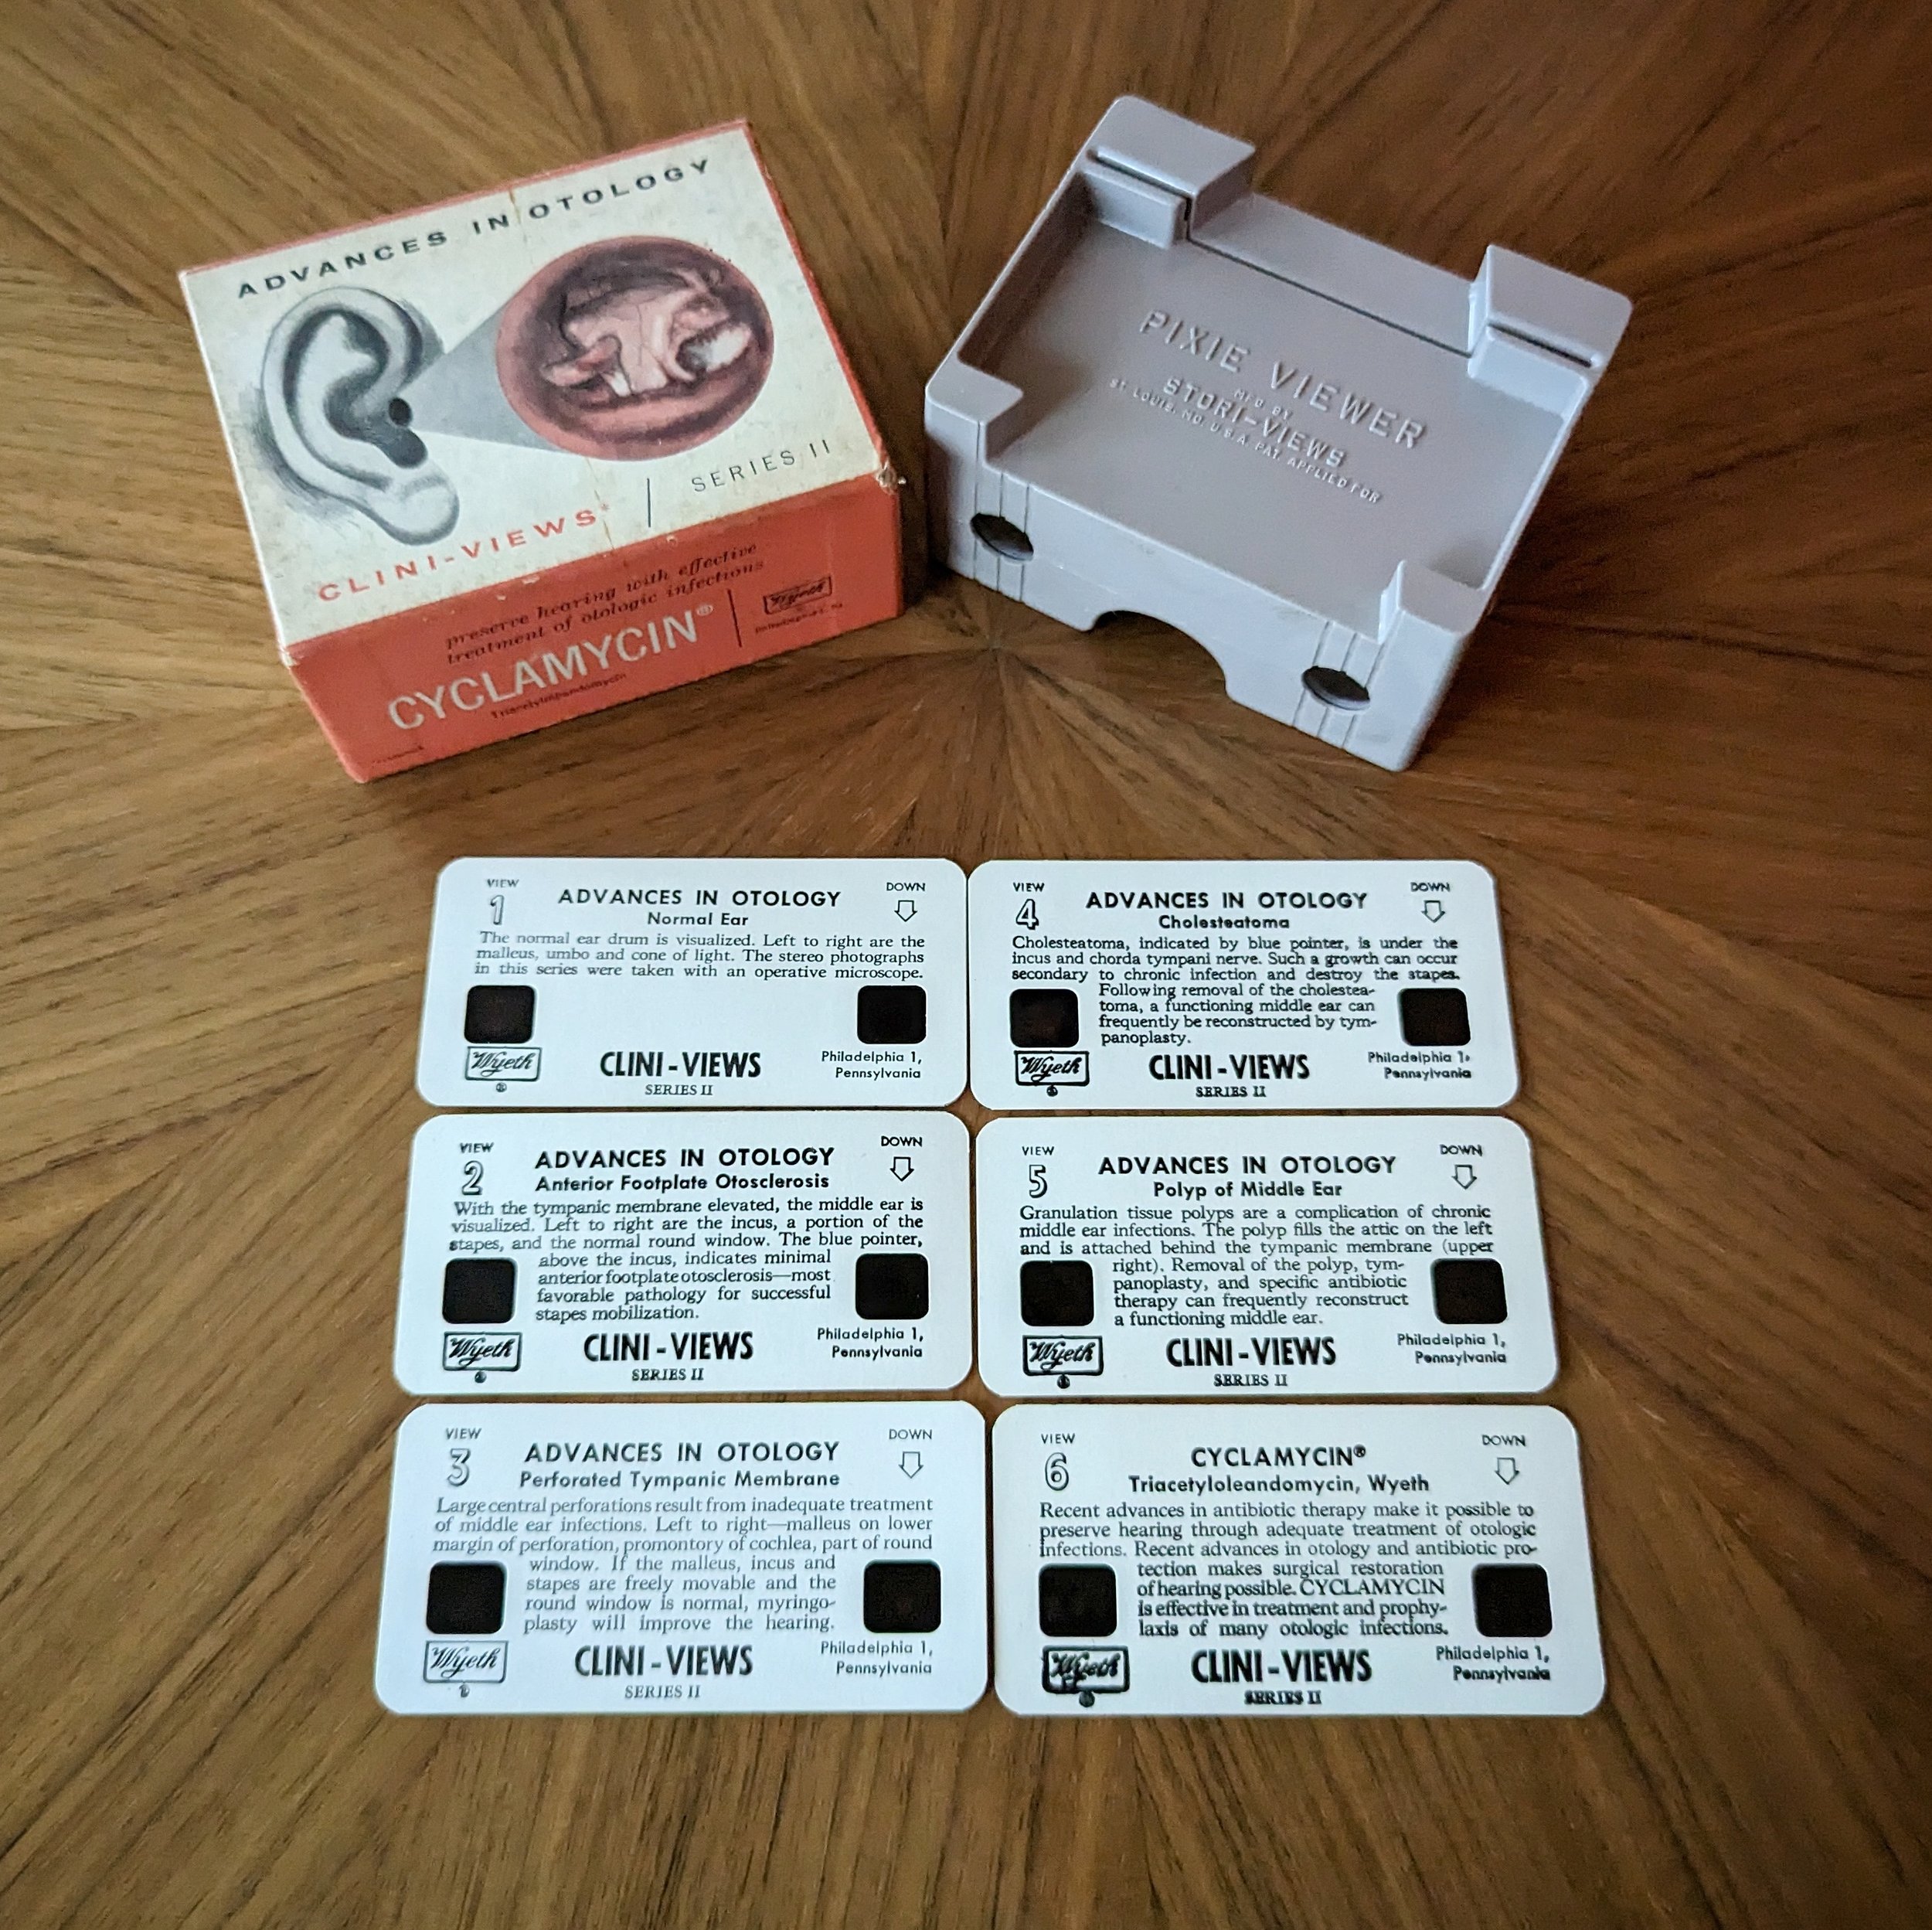 ADVANCES IN OTOLOGY
CLINI-VIEWS® | SERIES II
preserve hearing with effective
treatment of otologic infections
CYCLAMYCIN®
Wyeth
PIXIE VIEWER
MF'D BY
STORI-VIEWS
ST. LOUIS, MO. U.S.A. PAT. APPLIED FOR
VIEW
1
ADVANCES IN OTOLOGY
DOWN
Normal Ear
The normal ear drum is visualized. Left to right are the
malleus, umbo and cone of light. The stereo photographs
in this series were taken with an operative microscope.
Wyeth
®
CLINI-VIEWS
SERIES II
Philadelphia 1,
Pennsylvania
VIEW
2
ADVANCES IN OTOLOGY
DOWN
Anterior Footplate Otosclerosis
With the tympanic membrane elevated, the middle ear is
visualized. Left to right are the incus, a portion of the
stapes, and the normal round window. The blue pointer,
above the incus, indicates minimal
anterior footplate otosclerosis—most
favorable pathology for successful
stapes mobilization.
Wyeth
®
CLINI-VIEWS
SERIES II
Philadelphia 1,
Pennsylvania
VIEW
3
ADVANCES IN OTOLOGY
DOWN
Perforated Tympanic Membrane
Large central perforations result from inadequate treatment
of middle ear infections. Left to right—malleus on lower
margin of perforation, promontory of cochlea, part of round
window. If the malleus, incus and
stapes are freely movable and the
round window is normal, myringo-
plasty will improve the hearing.
Wyeth
®
CLINI-VIEWS
SERIES II
Philadelphia 1,
Pennsylvania
VIEW
4
ADVANCES IN OTOLOGY
DOWN
Cholesteatoma
Cholesteatoma, indicated by blue pointer, is under the
incus and chorda tympani nerve. Such a growth can occur
secondary to chronic infection and destroy the stapes.
Following removal of the cholestea-
toma, a functioning middle ear can
frequently be reconstructed by tym-
panoplasty.
Wyeth
®
CLINI-VIEWS
SERIES II
Philadelphia 1,
Pennsylvania
VIEW
5
ADVANCES IN OTOLOGY
DOWN
Polyp of Middle Ear
Granulation tissue polyps are a complication of chronic
middle ear infections. The polyp fills the attic on the left
and is attached behind the tympanic membrane (upper
right). Removal of the polyp, tym-
panoplasty, and specific antibiotic
therapy can frequently reconstruct
a functioning middle ear.
Wyeth
®
CLINI-VIEWS
SERIES II
Philadelphia 1,
Pennsylvania
VIEW
6
CYCLAMYCIN®
DOWN
Triacetyloleandomycin, Wyeth
Recent advances in antibiotic therapy make it possible to
preserve hearing through adequate treatment of otologic
infections. Recent advances in otology and antibiotic pro-
tection makes surgical restoration
of hearing possible. CYCLAMYCIN
is effective in treatment and prophy-
laxis of many otologic infections.
Wyeth
®
CLINI-VIEWS
SERIES II
Philadelphia 1,
Pennsylvania